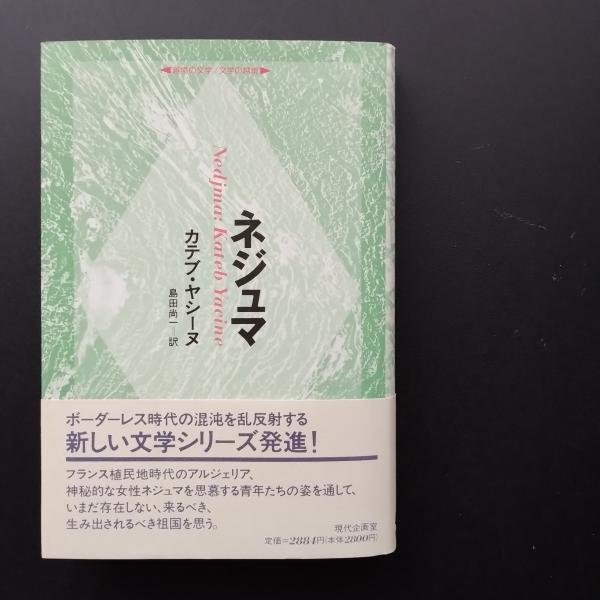 ◀越境の文学/文学の越境▶
Nedjma: Kateb Yacine
ネジュマ
カテブ・ヤシーヌ
島田尚一=訳
ボーダーレス時代の混沌を乱反射する
新しい文学シリーズ発進!
フランス植民地時代のアルジェリア、
神秘的な女性ネジュマを思慕する青年たちの姿を通して、
いまだ存在しない、来るべき、
生み出されるべき祖国を思う。
現代企画室
定価=2884円(本体2800円)